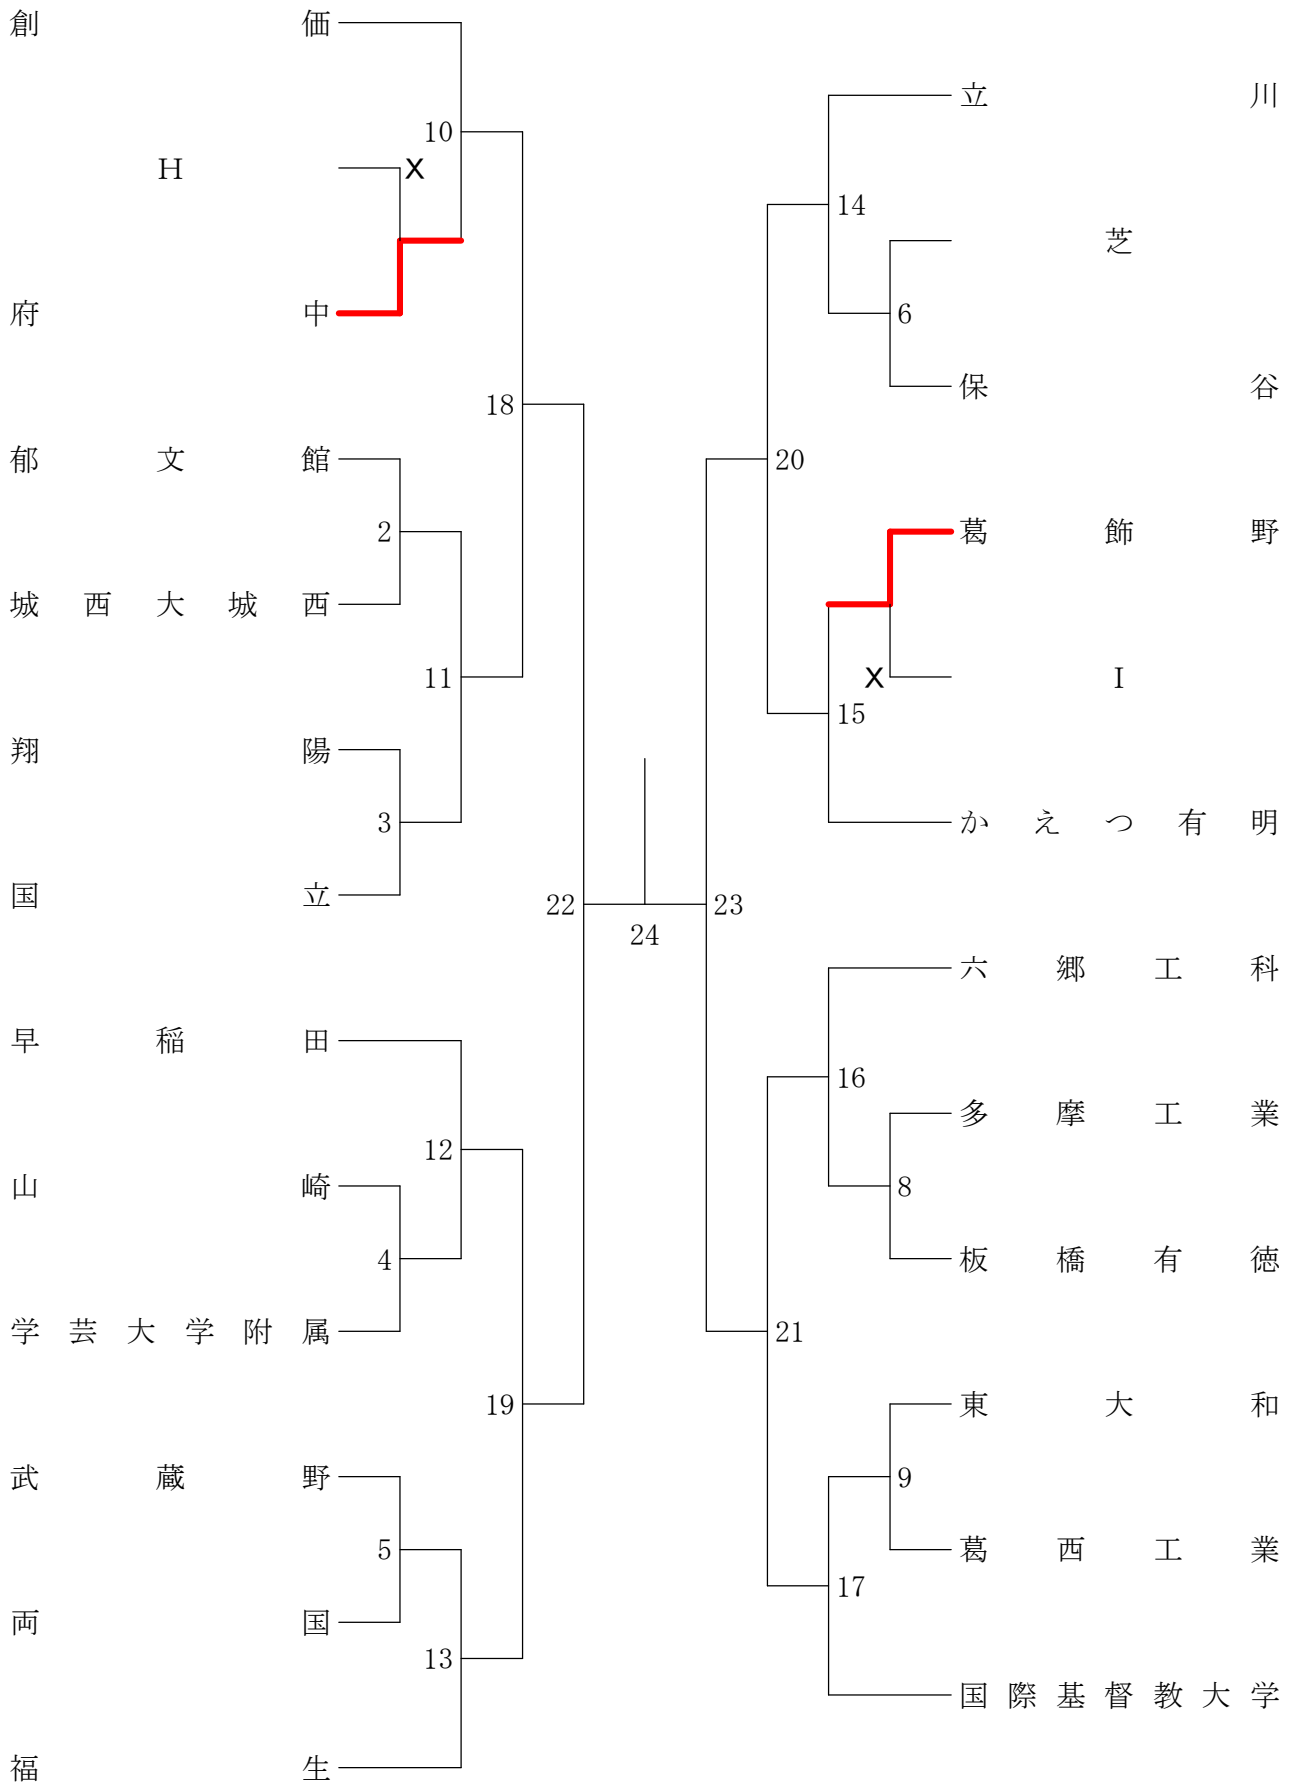 創価
10
H
X
府中
18
郁文館
2
城西大城西
11
翔陽
3
国立
22
早稲田
12
山崎
4
学芸大学附属
19
武蔵野
5
両国
13
福生
24
立川
14
芝
6
保谷
20
葛飾野
X
I
15
かえつ有明
23
六郷工科
16
多摩工業
8
板橋有徳
21
東大和
9
葛西工業
17
国際基督教大学